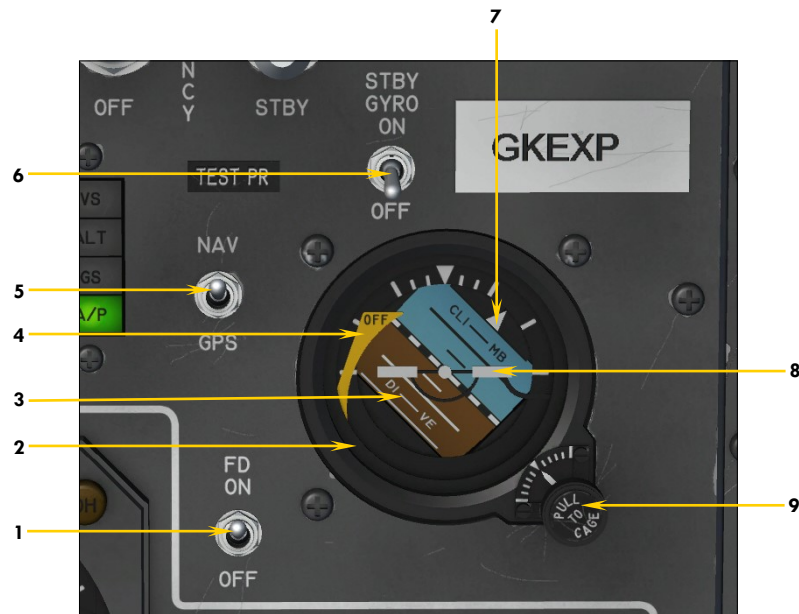 7
STBY
GYRO
ON
OFF
N
C
Y
STBY
GKEXP
6
TEST PR
OFF
VS
ALT
GS
A/P
NAV
5
GPS
4
OFF
CLI MB
8
3
DI VE
2
FD
ON
1
OFF
DH
9
PULL
TO
CAGE